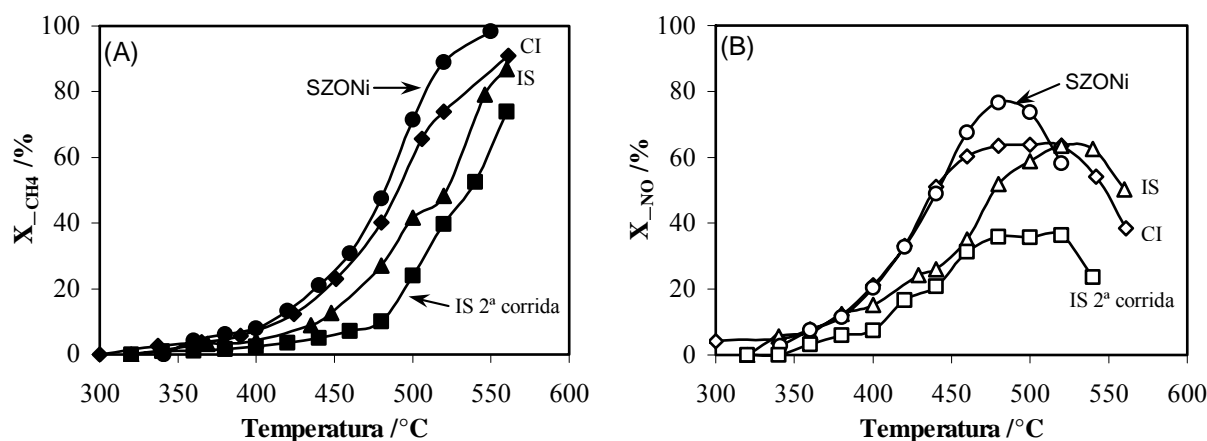 (A)
X_CH4 /%
100
80
60
40
20
0
300 350 400 450 500 550 600
Temperatura /°C
SZONi
CI
IS
IS 2ª corrida
(B)
X_NO /%
100
80
60
40
20
0
300 350 400 450 500 550 600
Temperatura /°C
SZONi
IS
CI
IS 2ª corrida